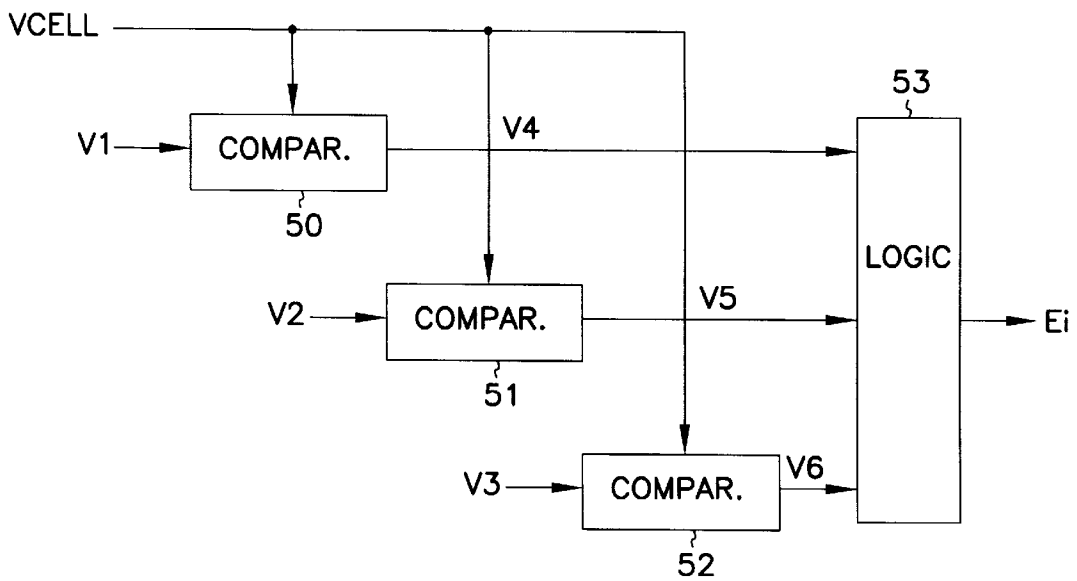 VCELL
53
V1
COMPAR.
V4
50
LOGIC
V2
COMPAR.
V5
Ei
51
V3
COMPAR.
V6
52